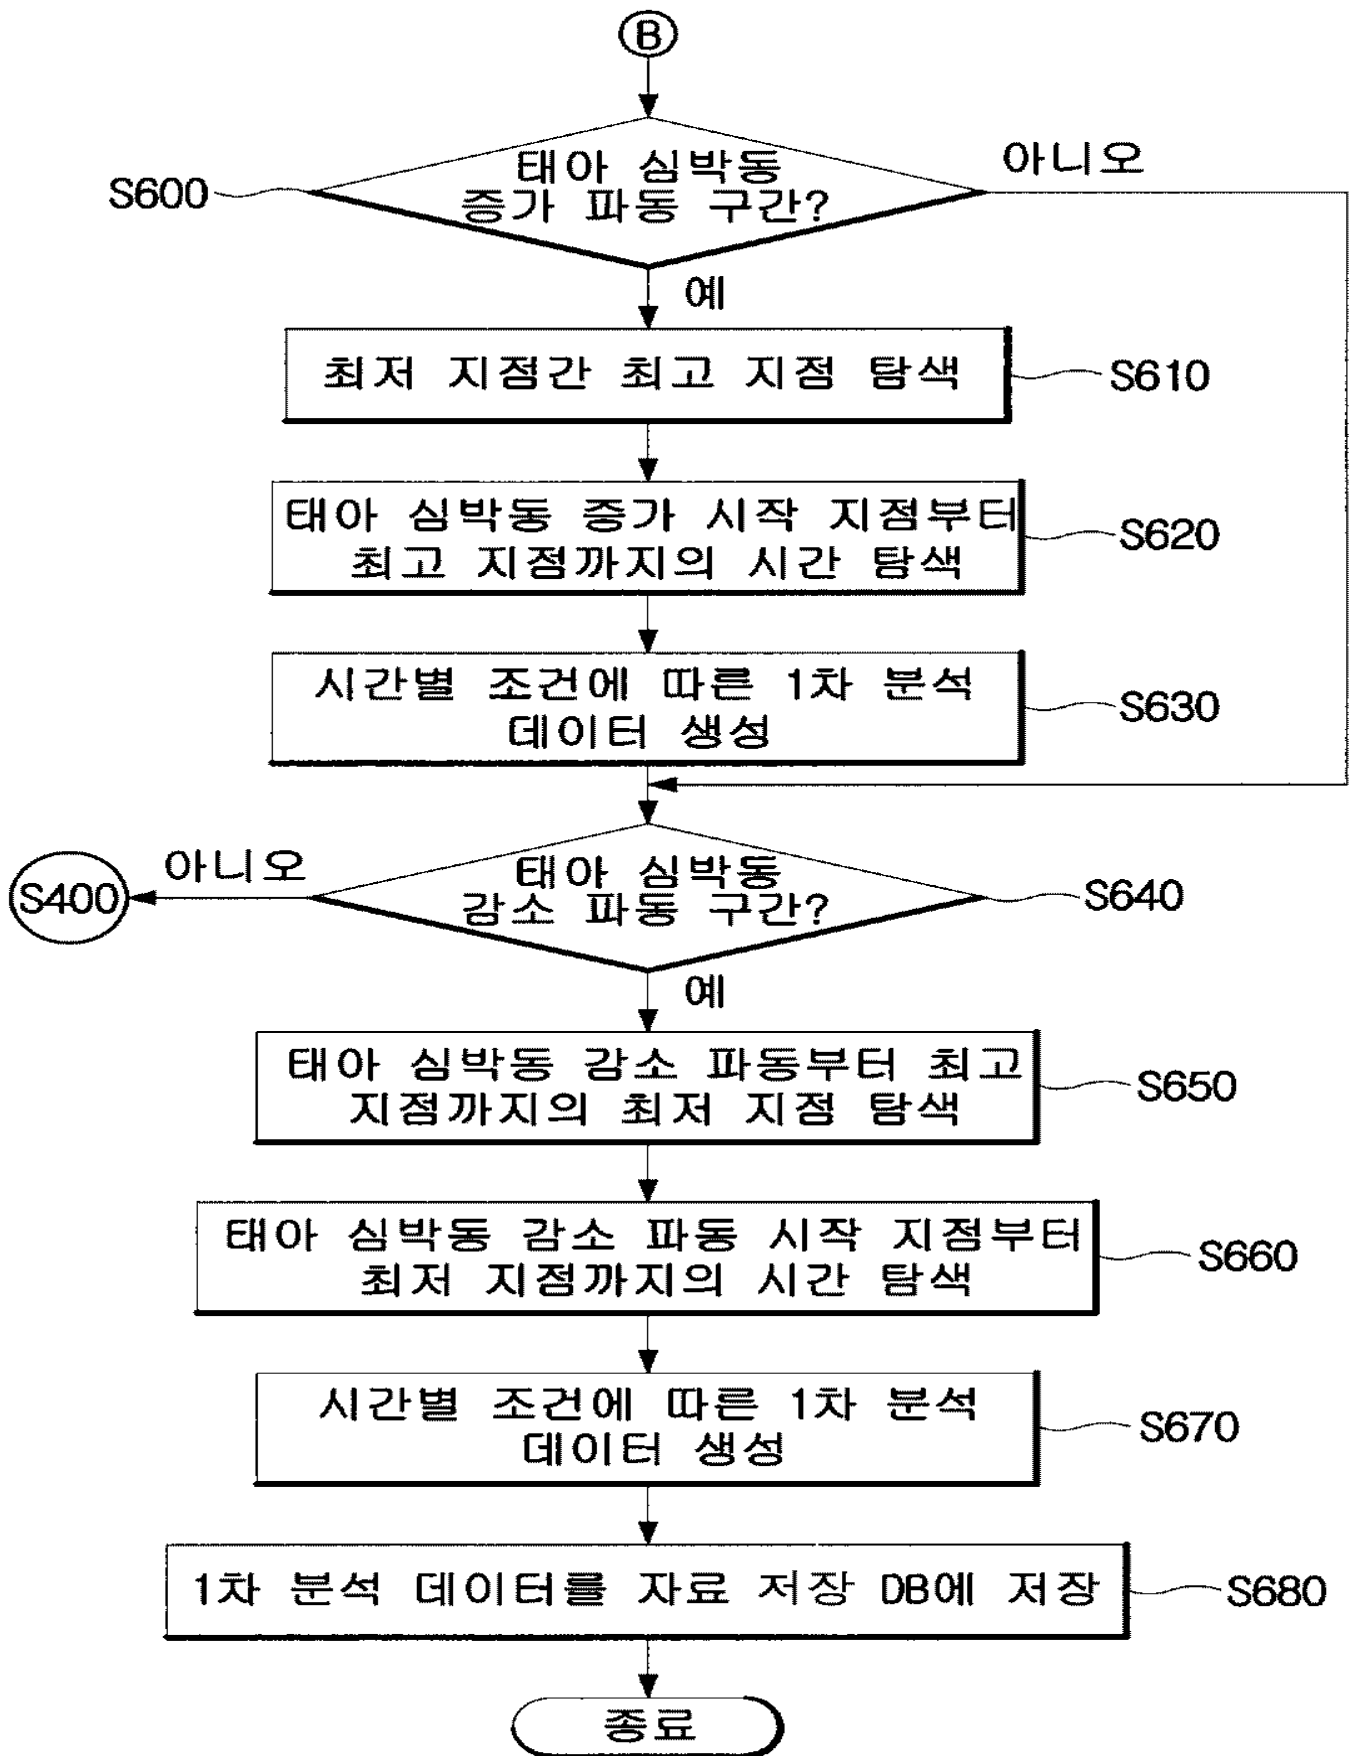 B
태아 심박동
증가 파동 구간?
아니오
S600
예
최저 지점간 최고 지점 탐색
S610
태아 심박동 증가 시작 지점부터
최고 지점까지의 시간 탐색
S620
시간별 조건에 따른 1차 분석
데이터 생성
S630
아니오
S400
태아 심박동
감소 파동 구간?
S640
예
태아 심박동 감소 파동부터 최고
지점까지의 최저 지점 탐색
S650
태아 심박동 감소 파동 시작 지점부터
최저 지점까지의 시간 탐색
S660
시간별 조건에 따른 1차 분석
데이터 생성
S670
1차 분석 데이터를 자료 저장 DB에 저장
S680
종료